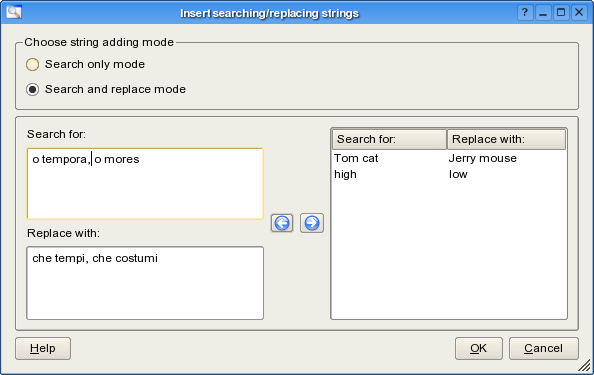 Insert searching/replacing strings
Choose string adding mode
Search only mode
Search and replace mode
Search for:
o tempora, o mores
Replace with:
che tempi, che costumi
Search for: Replace with:
Tom cat Jerry mouse
high low
Help OK Cancel